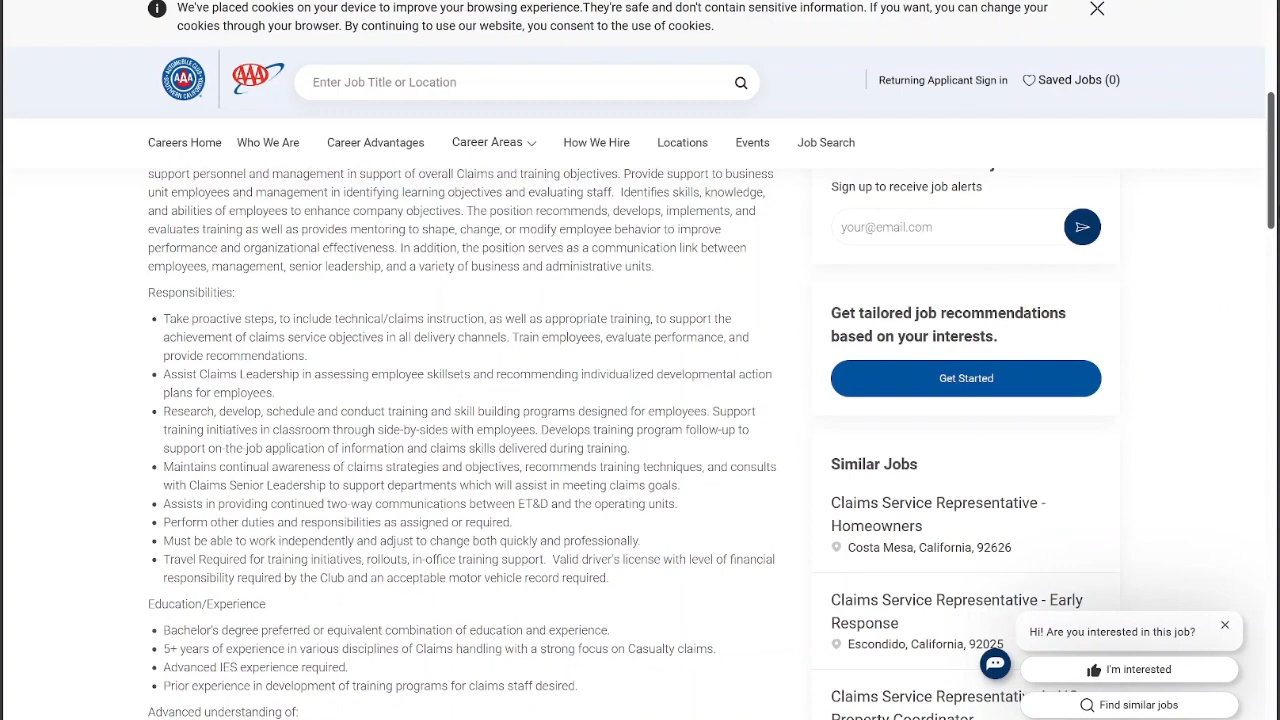 We've placed cookies on your device to improve your browsing experience.They're safe and don't contain sensitive information. If you want, you can change your
cookies through your browser. By continuing to use our website, you consent to the use of cookies.
AUTOMOBILE CLUB
AAA
SOUTHERN CALIFORNIA
AAA
Enter Job Title or Location
Returning Applicant Sign in
Saved Jobs (0)
Careers Home
Who We Are
Career Advantages
Career Areas
How We Hire
Locations
Events
Job Search
support personnel and management in support of overall Claims and training objectives. Provide support to business
unit employees and management in identifying learning objectives and evaluating staff. Identifies skills, knowledge,
and abilities of employees to enhance company objectives. The position recommends, develops, implements, and
evaluates training as well as provides mentoring to shape, change, or modify employee behavior to improve
performance and organizational effectiveness. In addition, the position serves as a communication link between
employees, management, senior leadership, and a variety of business and administrative units.
Responsibilities:
• Take proactive steps, to include technical/claims instruction, as well as appropriate training, to support the
achievement of claims service objectives in all delivery channels. Train employees, evaluate performance, and
provide recommendations.
• Assist Claims Leadership in assessing employee skillsets and recommending individualized developmental action
plans for employees.
• Research, develop, schedule and conduct training and skill building programs designed for employees. Support
training initiatives in classroom through side-by-sides with employees. Develops training program follow-up to
support on-the-job application of information and claims skills delivered during training.
• Maintains continual awareness of claims strategies and objectives, recommends training techniques, and consults
with Claims Senior Leadership to support departments which will assist in meeting claims goals.
• Assists in providing continued two-way communications between ET&D and the operating units.
• Perform other duties and responsibilities as assigned or required.
• Must be able to work independently and adjust to change both quickly and professionally.
• Travel Required for training initiatives, rollouts, in-office training support. Valid driver's license with level of financial
responsibility required by the Club and an acceptable motor vehicle record required.
Education/Experience
• Bachelor's degree preferred or equivalent combination of education and experience.
• 5+ years of experience in various disciplines of Claims handling with a strong focus on Casualty claims.
• Advanced IES experience required.
• Prior experience in development of training programs for claims staff desired.
Advanced understanding of:
Sign up to receive job alerts
your@email.com
Get tailored job recommendations
based on your interests.
Get Started
Similar Jobs
Claims Service Representative -
Homeowners
Costa Mesa, California, 92626
Claims Service Representative - Early
Response
Escondido, California, 92025
Claims Service Representative
Property Coordinator
Hi! Are you interested in this job?
I'm interested
Find similar jobs